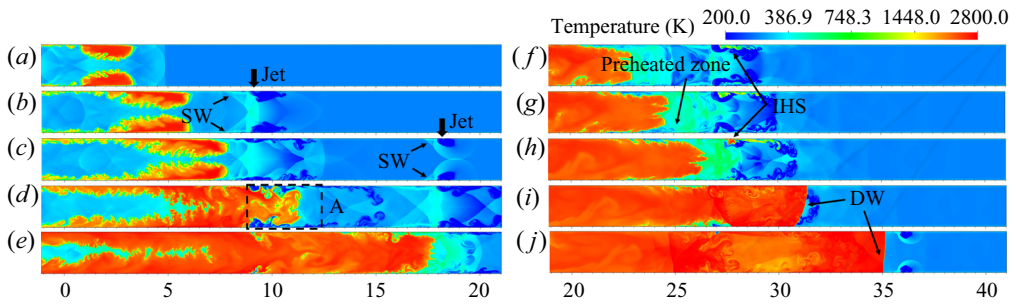 Temperature (K)
200.0 386.9 748.3 1448.0 2800.0
(a)
Jet
(b)
SW
Jet
(c)
SW
(d)
A
(e)
0 5 10 15 20
(f)
Preheated zone
(g)
IHS
(h)
(i)
DW
(j)
20 25 30 35 40